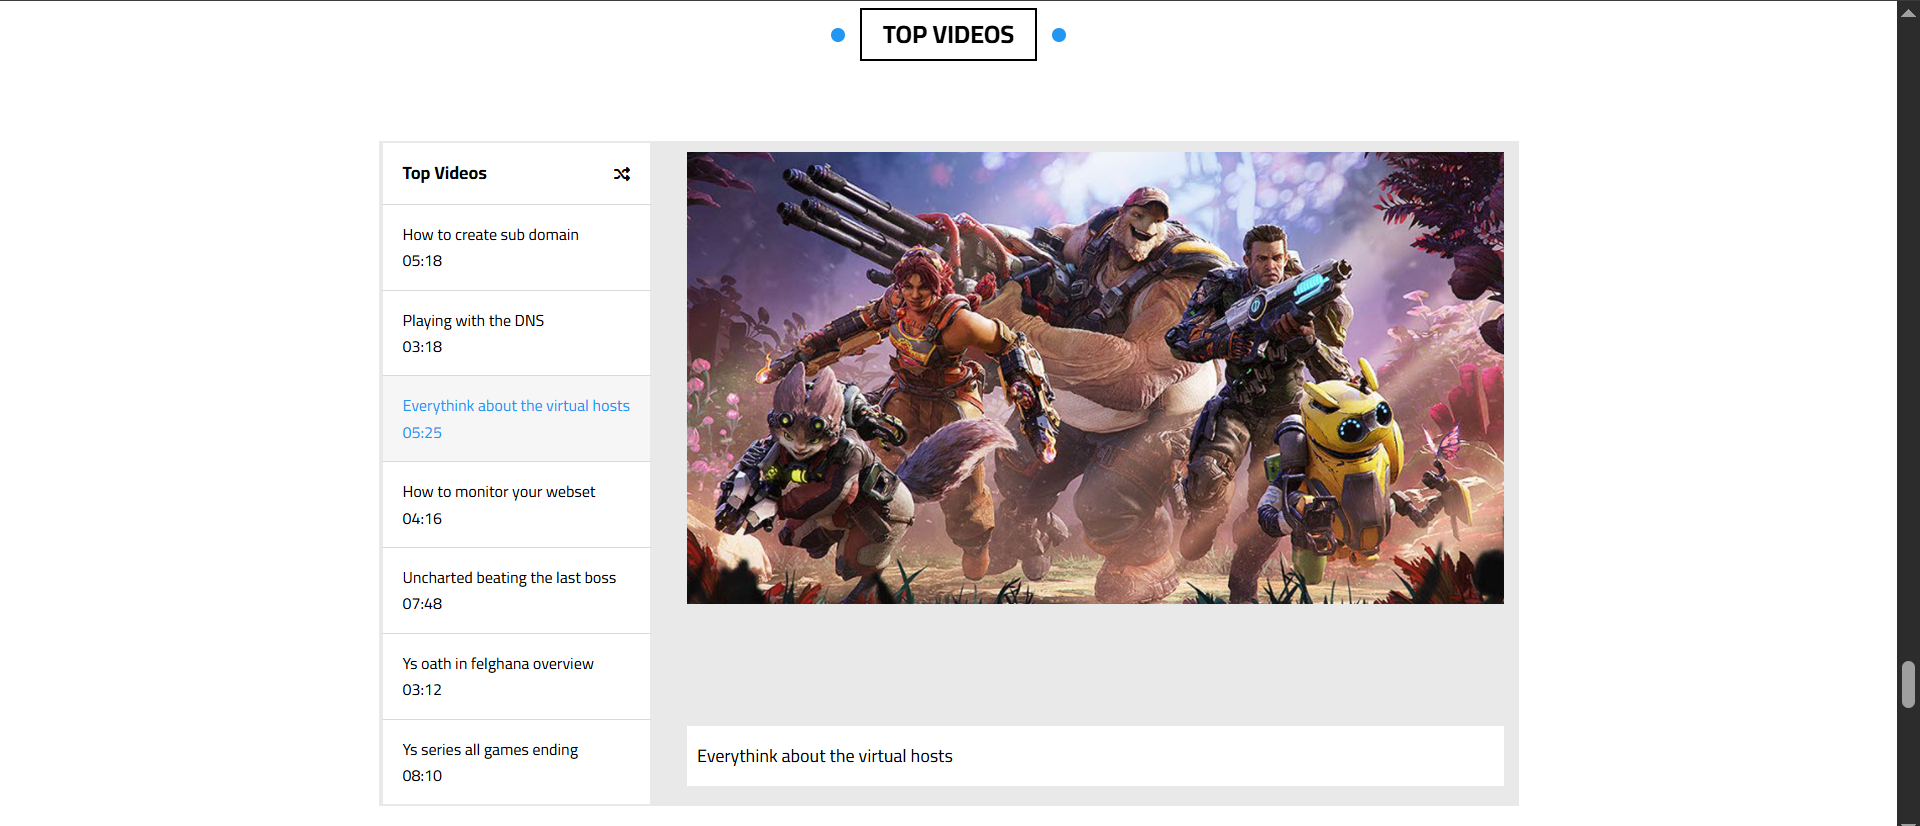 TOP VIDEOS
Top Videos
How to create sub domain
05:18
Playing with the DNS
03:18
Everythink about the virtual hosts
05:25
How to monitor your webset
04:16
Uncharted beating the last boss
07:48
Ys oath in felghana overview
03:12
Ys series all games ending
08:10
Everythink about the virtual hosts